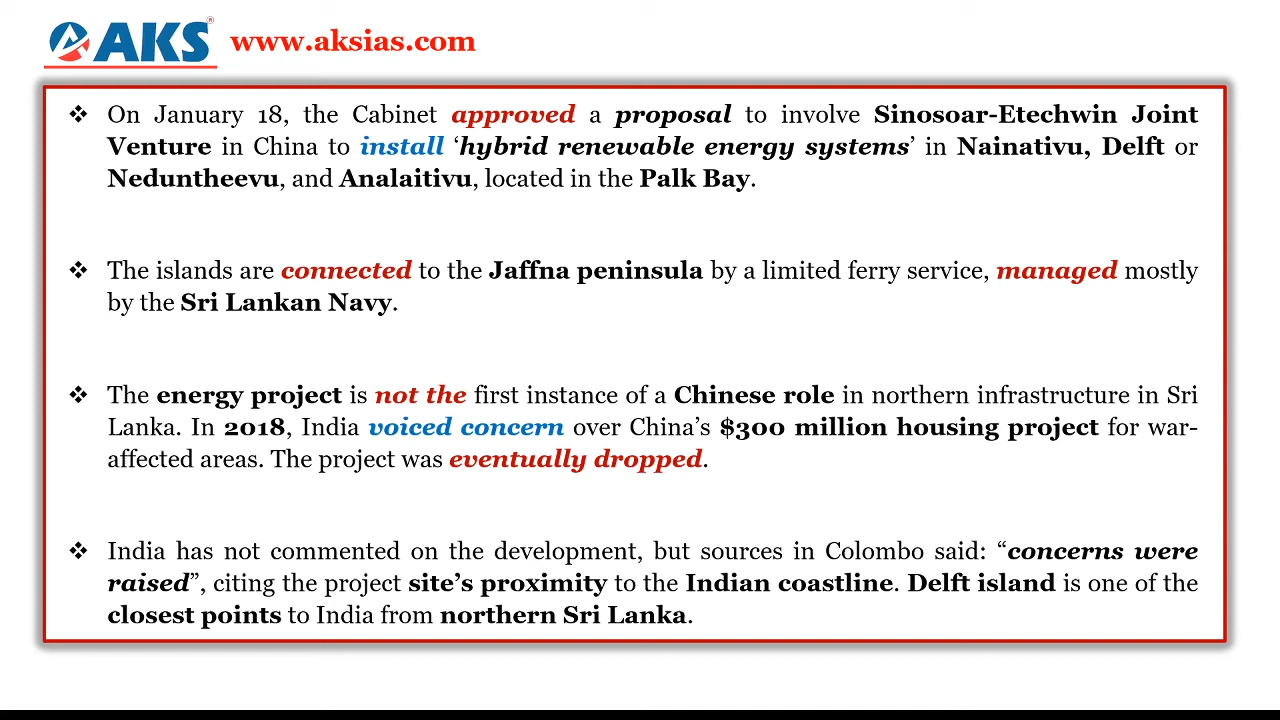 AKS® www.aksias.com
❖ On January 18, the Cabinet approved a proposal to involve Sinosoar-Etechwin Joint
Venture in China to install ‘hybrid renewable energy systems’ in Nainativu, Delft or
Neduntheevu, and Analaitivu, located in the Palk Bay.
❖ The islands are connected to the Jaffna peninsula by a limited ferry service, managed mostly
by the Sri Lankan Navy.
❖ The energy project is not the first instance of a Chinese role in northern infrastructure in Sri
Lanka. In 2018, India voiced concern over China’s $300 million housing project for war-
affected areas. The project was eventually dropped.
❖ India has not commented on the development, but sources in Colombo said: “concerns were
raised”, citing the project site’s proximity to the Indian coastline. Delft island is one of the
closest points to India from northern Sri Lanka.